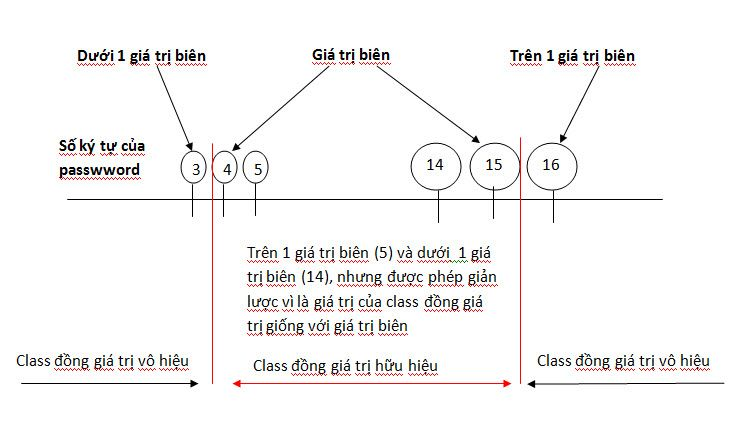 Dưới 1 giá trị biên
Giá trị biên
Trên 1 giá trị biên
Số ký tự của
passwword
3
4
5
14
15
16
Trên 1 giá trị biên (5) và dưới 1 giá
trị biên (14), nhưng được phép giản
lược vì là giá trị của class đồng giá
trị giống với giá trị biên
Class đồng giá trị vô hiệu
Class đồng giá trị hữu hiệu
Class đồng giá trị vô hiệu